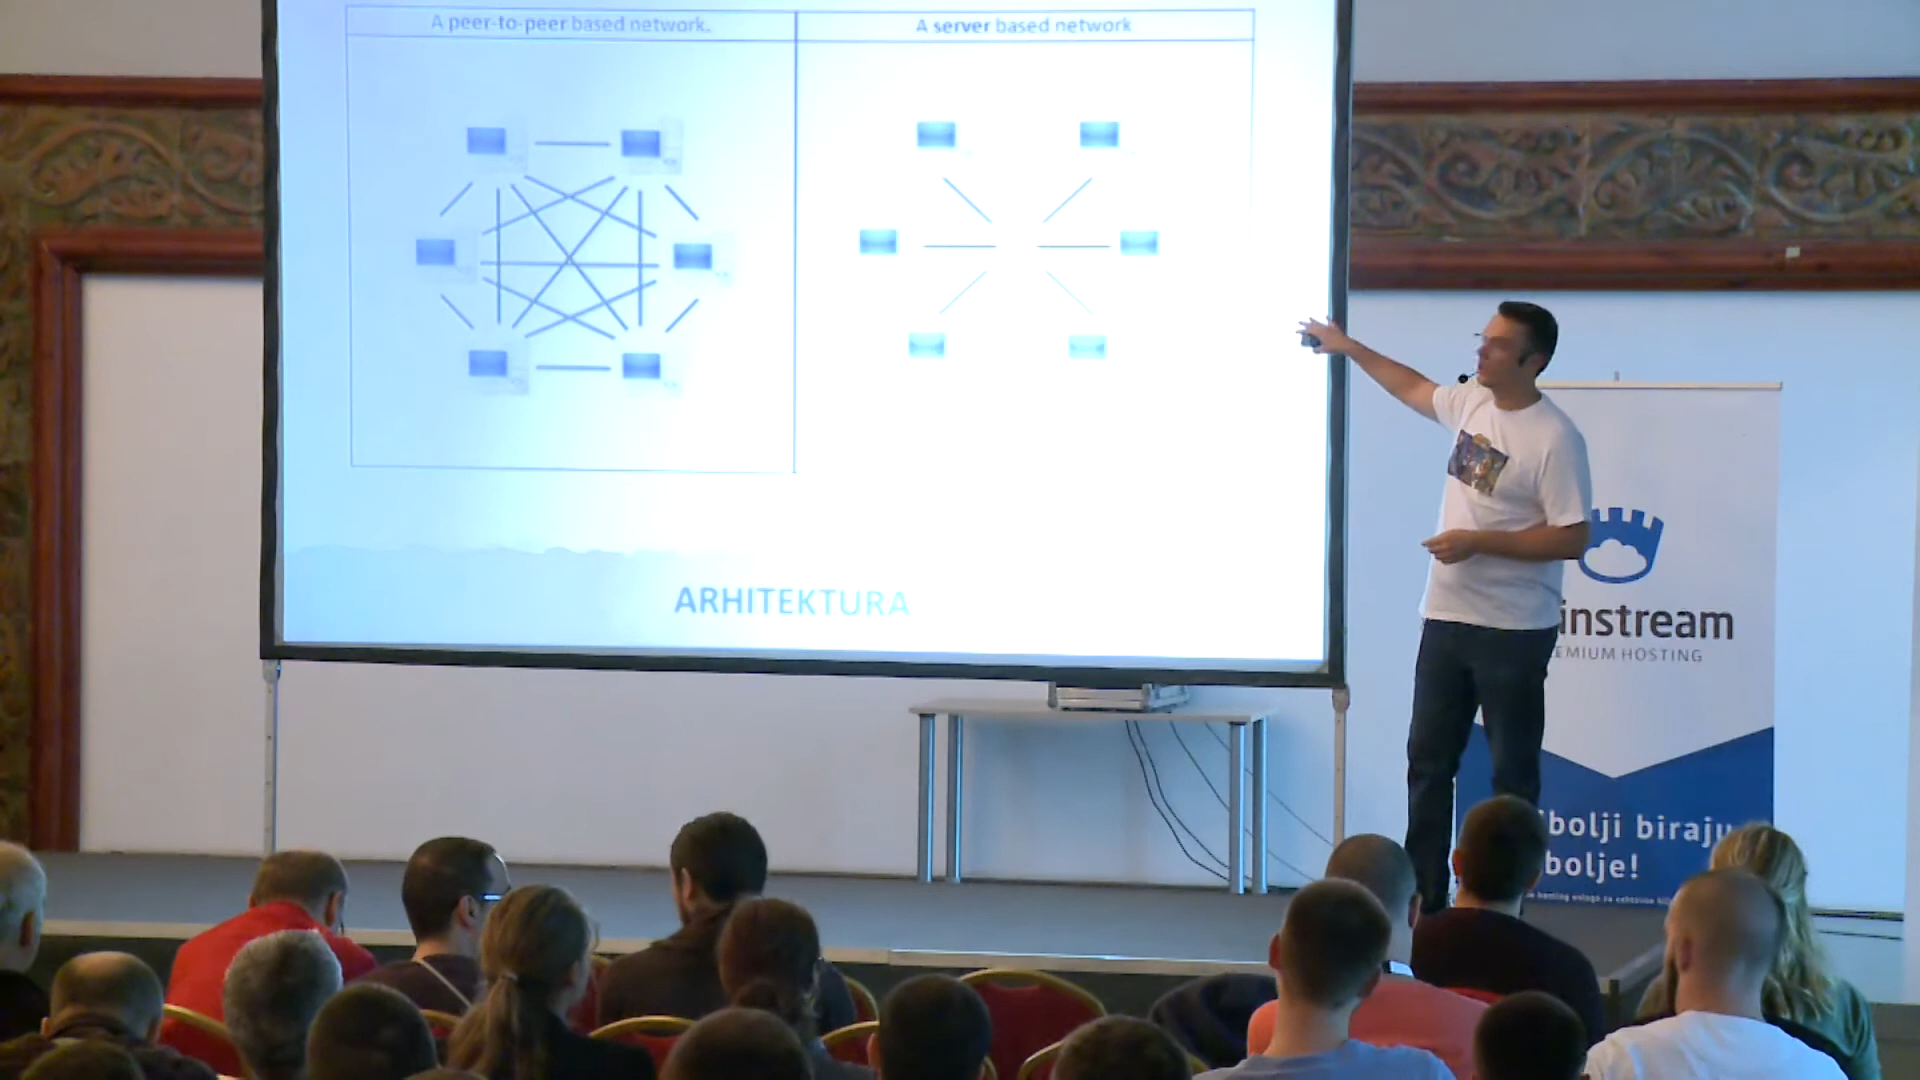 A peer-to-peer based network.
A server based network
ARHITEKTURA
instream
EMIUM HOSTING
bolji biraju
bolje!